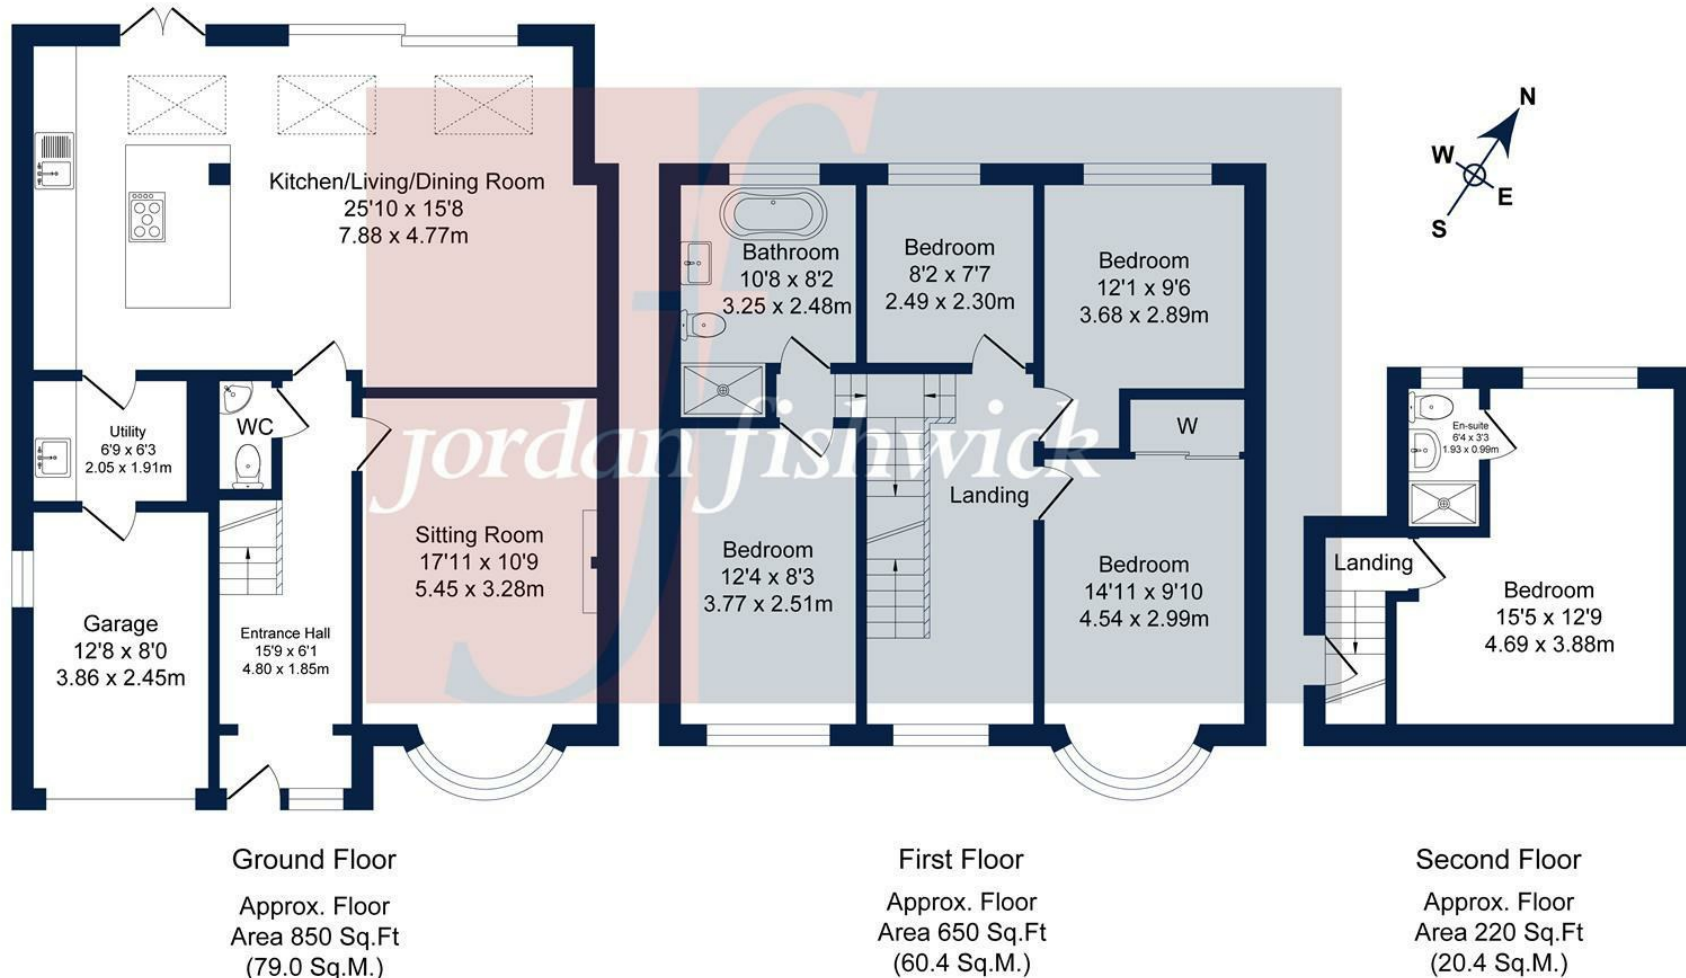 Kitchen/Living/Dining Room
25'10 x 15'8
7.88 x 4.77m
Utility
6'9 x 6'3
2.05 x 1.91m
WC
Sitting Room
17'11 x 10'9
5.45 x 3.28m
Garage
12'8 x 8'0
3.86 x 2.45m
Entrance Hall
15'9 x 6'1
4.80 x 1.85m
Ground Floor
Approx. Floor
Area 850 Sq.Ft
(79.0 Sq.M.)
jf
jordan fishwick
Bathroom
10'8 x 8'2
3.25 x 2.48m
Bedroom
8'2 x 7'7
2.49 x 2.30m
Bedroom
12'1 x 9'6
3.68 x 2.89m
W
Landing
Bedroom
12'4 x 8'3
3.77 x 2.51m
Bedroom
14'11 x 9'10
4.54 x 2.99m
First Floor
Approx. Floor
Area 650 Sq.Ft
(60.4 Sq.M.)
N
W
E
S
En-suite
6'4 x 3'3
1.93 x 0.99m
Landing
Bedroom
15'5 x 12'9
4.69 x 3.88m
Second Floor
Approx. Floor
Area 220 Sq.Ft
(20.4 Sq.M.)